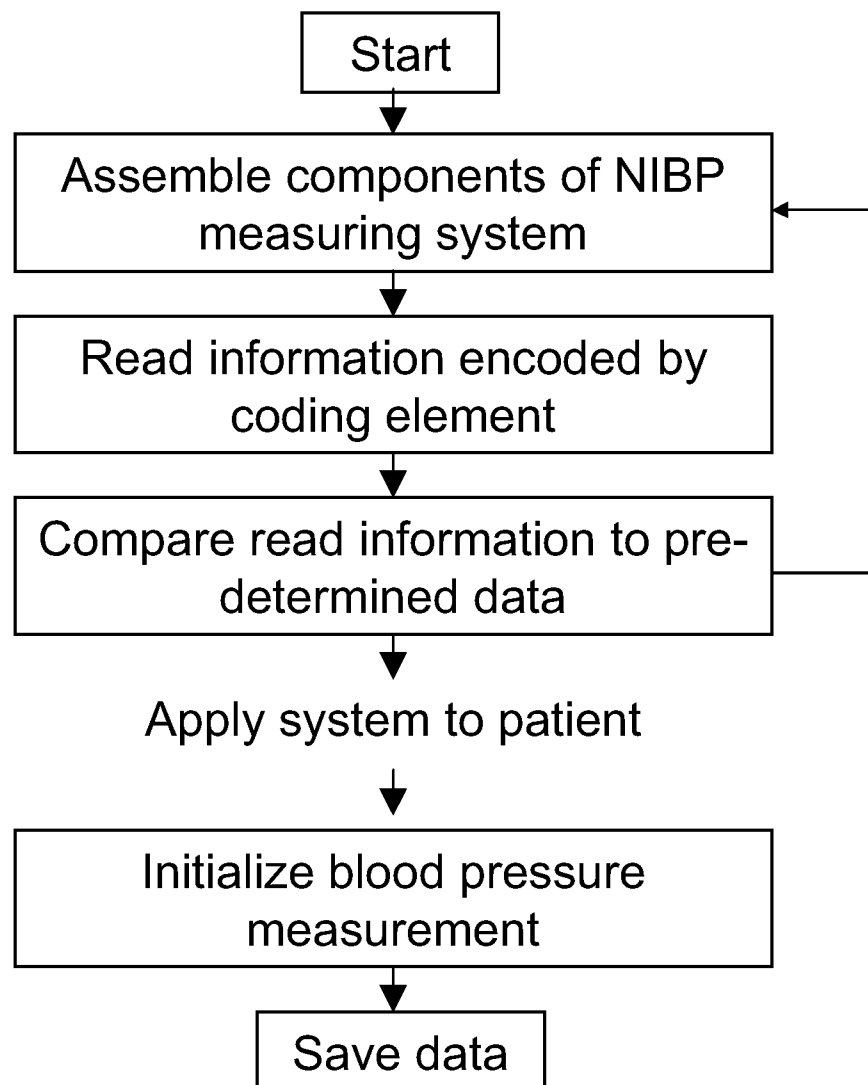 Start
Assemble components of NIBP
measuring system
Read information encoded by
coding element
Compare read information to pre-
determined data
Apply system to patient
Initialize blood pressure
measurement
Save data